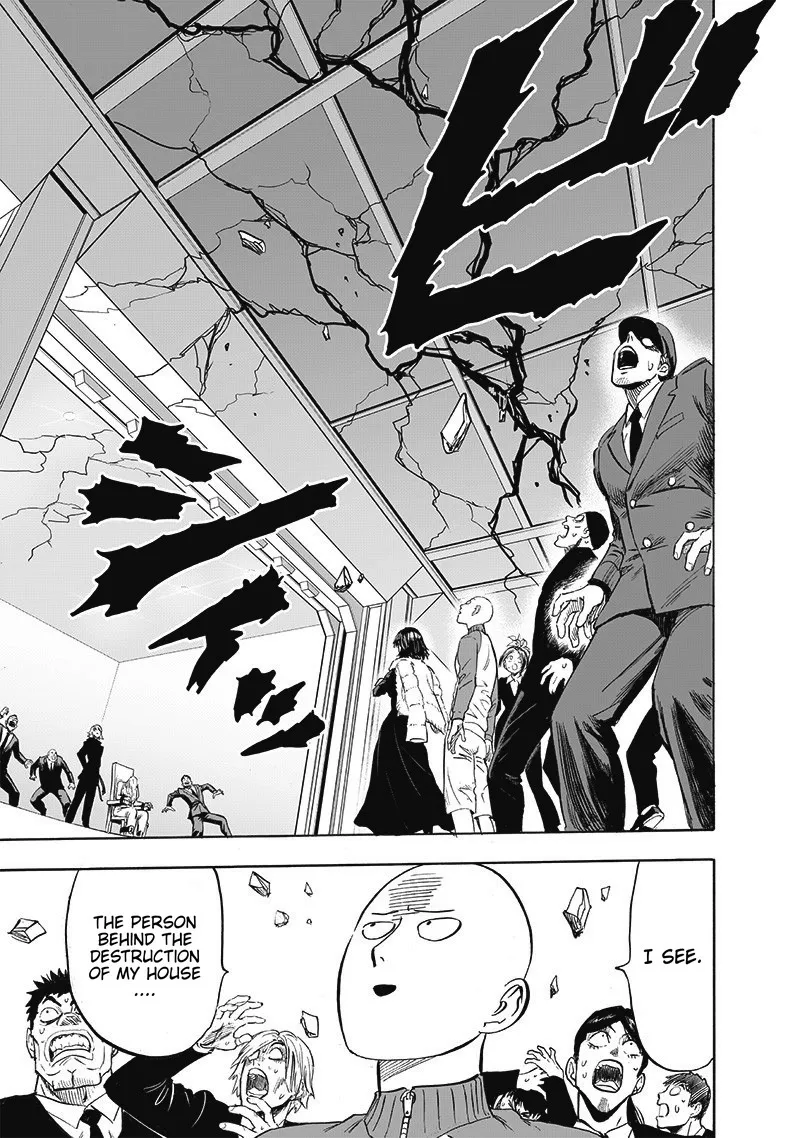 ビシッ
I SEE.
THE PERSON
BEHIND THE
DESTRUCTION
OF MY HOUSE
....